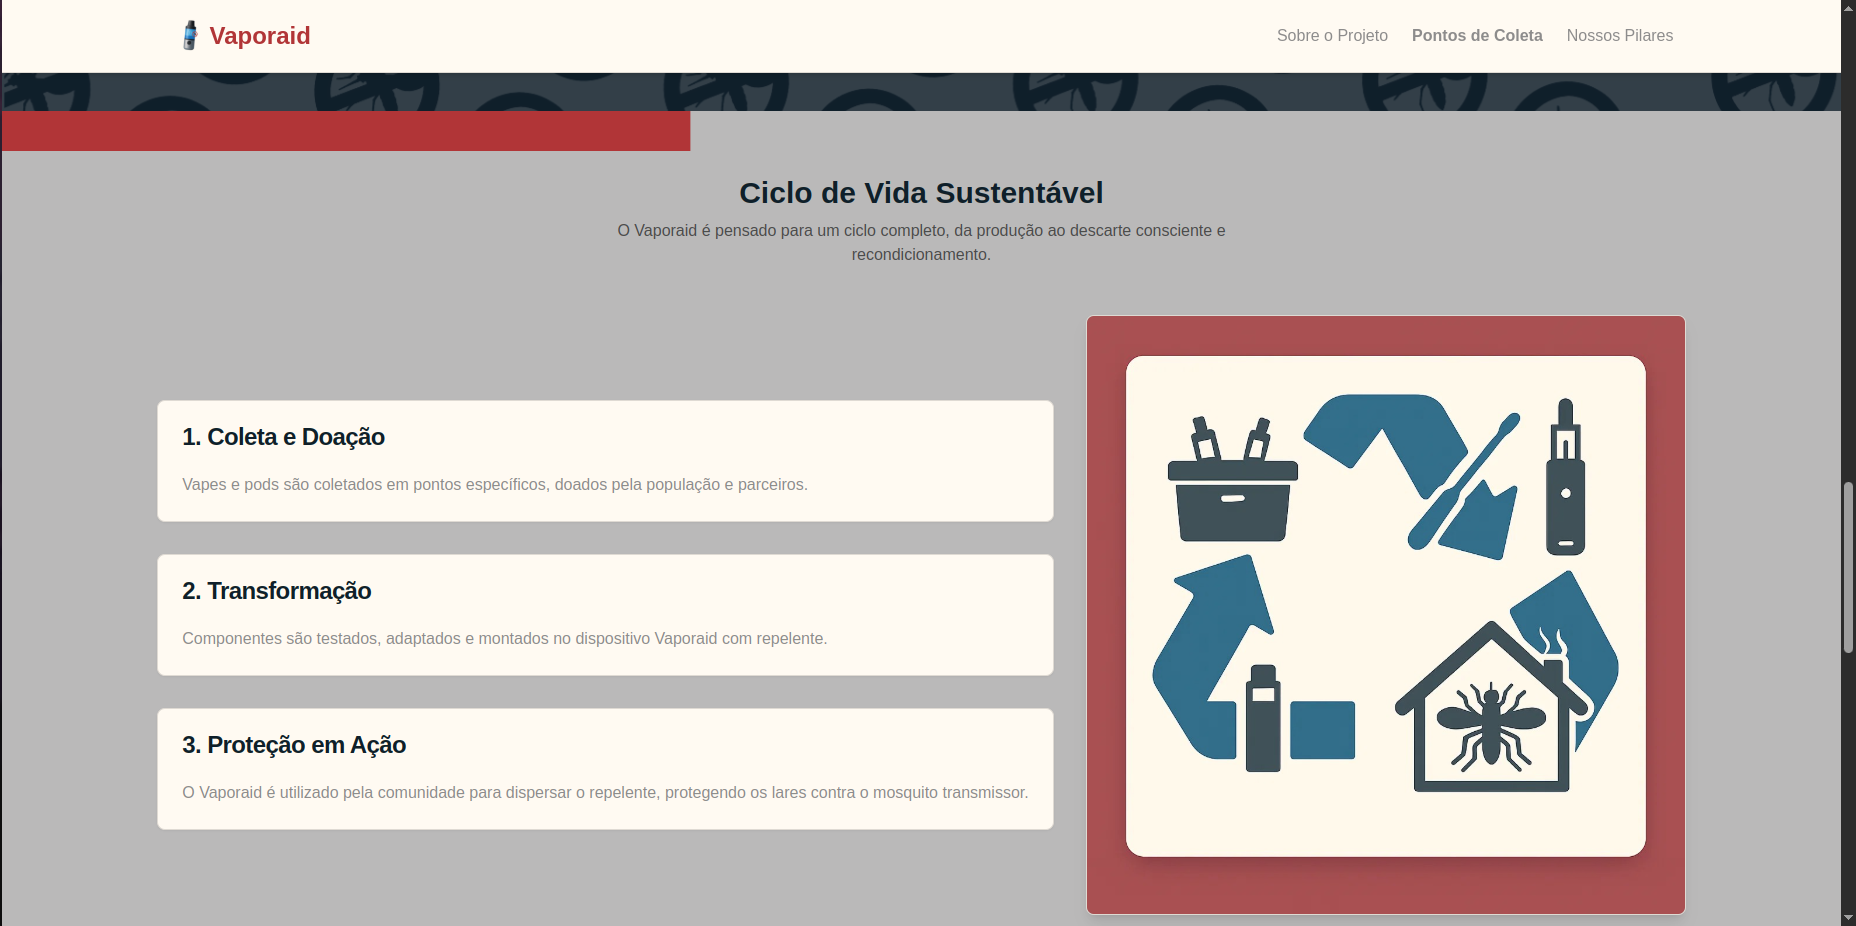 Vaporaid
Sobre o Projeto
Pontos de Coleta
Nossos Pilares
Ciclo de Vida Sustentável
O Vaporaid é pensado para um ciclo completo, da produção ao descarte consciente e
recondicionamento.
1. Coleta e Doação
Vapes e pods são coletados em pontos específicos, doados pela população e parceiros.
2. Transformação
Componentes são testados, adaptados e montados no dispositivo Vaporaid com repelente.
3. Proteção em Ação
O Vaporaid é utilizado pela comunidade para dispersar o repelente, protegendo os lares contra o mosquito transmissor.